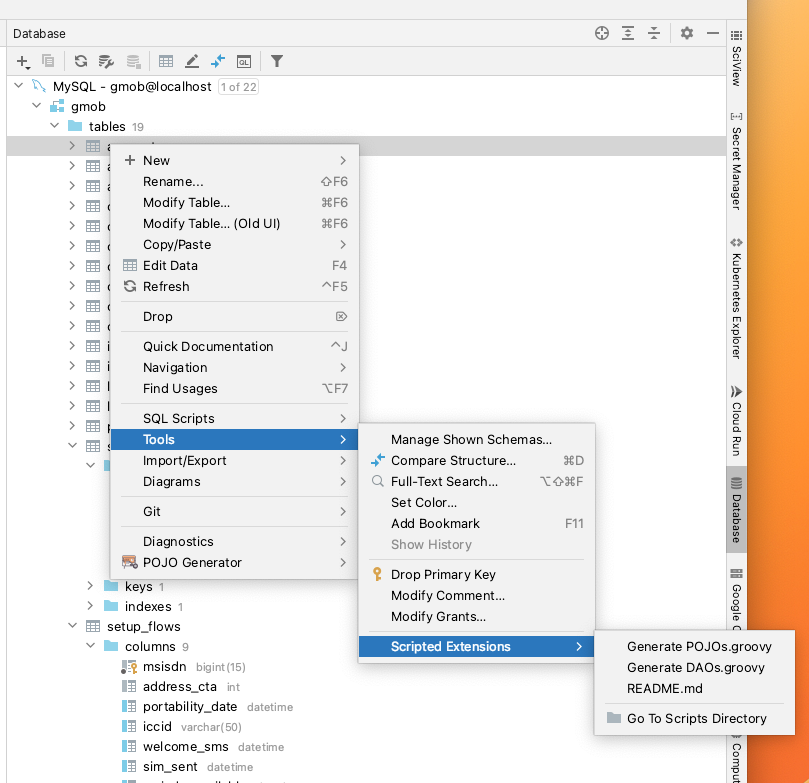 Database
MySQL - gmob@localhost 1 of 22
gmob
tables 19
New
Rename... ⇧F6
Modify Table... ⌘F6
Modify Table... (Old UI) ⌘F6
Copy/Paste
Edit Data F4
Refresh ^F5
Drop
Quick Documentation ^J
Navigation
Find Usages ⌥F7
SQL Scripts
Tools
Import/Export
Diagrams
Git
Diagnostics
POJO Generator
Manage Shown Schemas...
Compare Structure... ⌘D
Full-Text Search... ⌥⇧⌘F
Set Color...
Add Bookmark F11
Show History
Drop Primary Key
Modify Comment...
Modify Grants...
Scripted Extensions
Generate POJOs.groovy
Generate DAOs.groovy
README.md
Go To Scripts Directory
keys 1
indexes 1
setup_flows
columns 9
msisdn bigint(15)
address_cta int
portability_date datetime
iccid varchar(50)
welcome_sms datetime
sim_sent datetime
SciView
Secret Manager
Kubernetes Explorer
Cloud Run
Database
Google